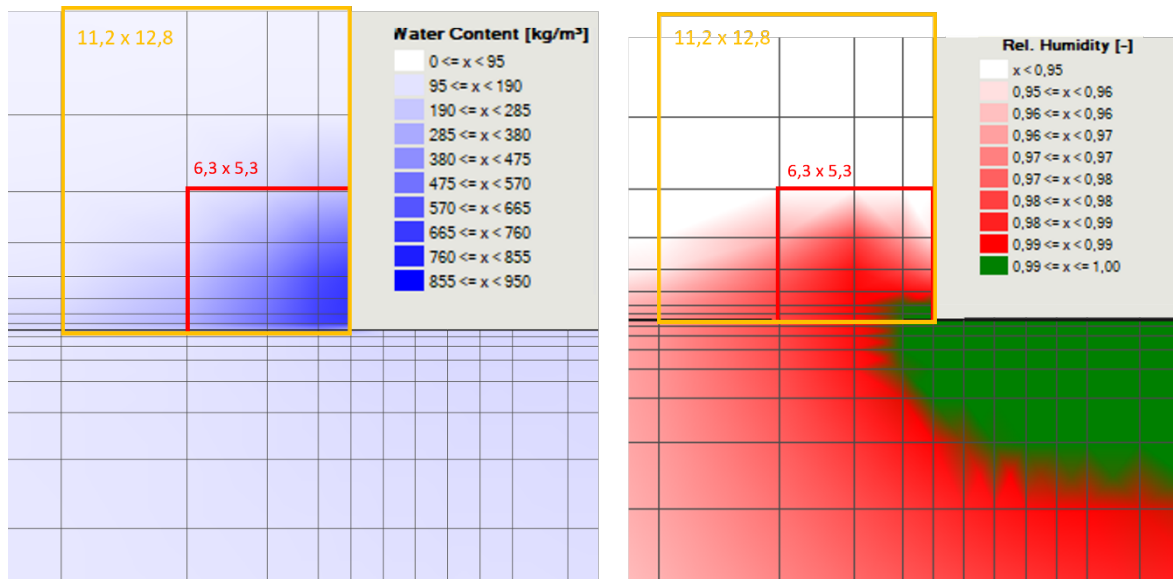 11,2 x 12,8
6,3 x 5,3
Water Content [kg/m³]
0 <= x < 95
95 <= x < 190
190 <= x < 285
285 <= x < 380
380 <= x < 475
475 <= x < 570
570 <= x < 665
665 <= x < 760
760 <= x < 855
855 <= x < 950
11,2 x 12,8
6,3 x 5,3
Rel. Humidity [-]
x < 0,95
0,95 <= x < 0,96
0,96 <= x < 0,96
0,96 <= x < 0,97
0,97 <= x < 0,97
0,97 <= x < 0,98
0,98 <= x < 0,98
0,98 <= x < 0,99
0,99 <= x < 0,99
0,99 <= x <= 1,00